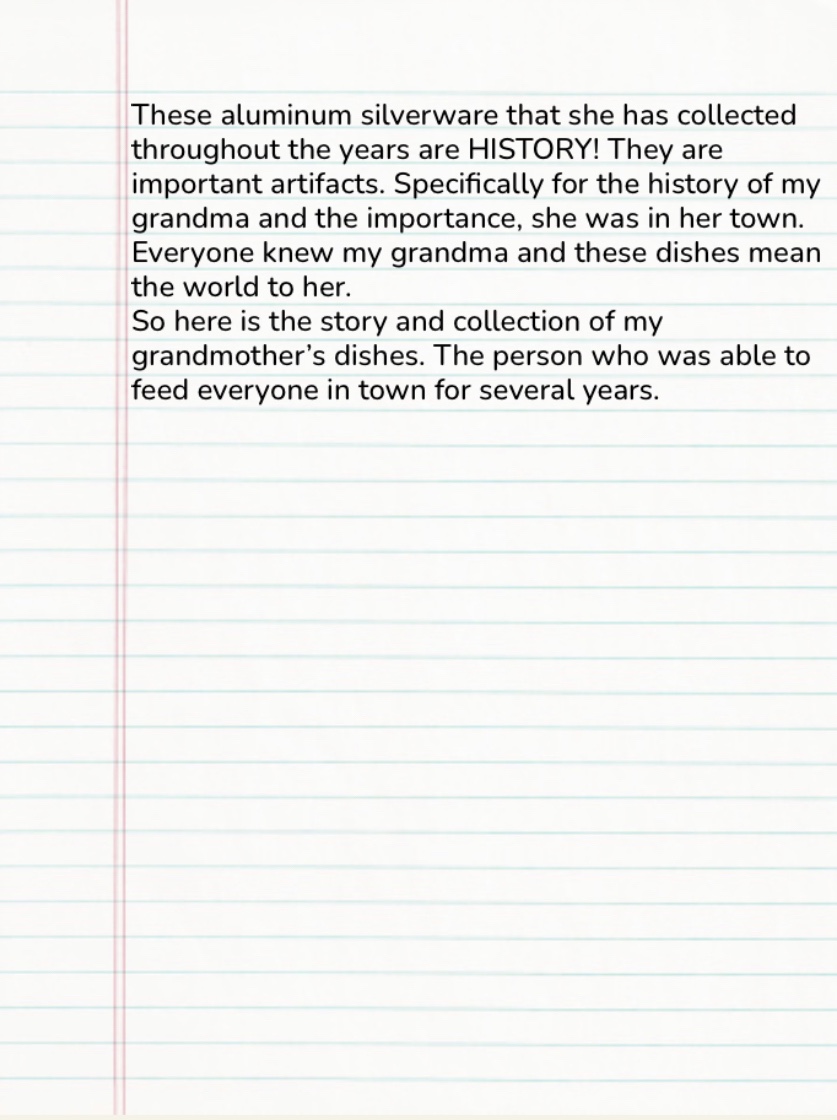 These aluminum silverware that she has collected
throughout the years are HISTORY! They are
important artifacts. Specifically for the history of my
grandma and the importance, she was in her town.
Everyone knew my grandma and these dishes mean
the world to her.
So here is the story and collection of my
grandmother’s dishes. The person who was able to
feed everyone in town for several years.